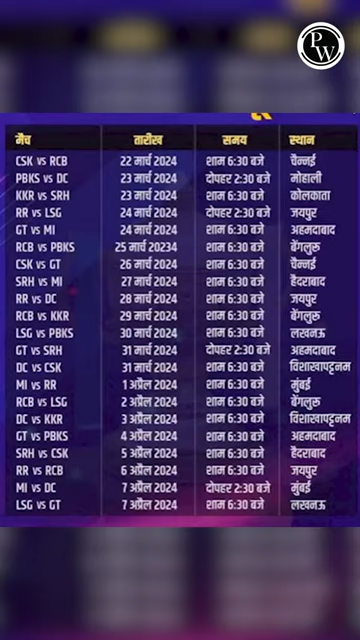 PW
मैच तारीख समय स्थान
CSK vs RCB 22 मार्च 2024 शाम 6:30 बजे चैन्नई
PBKS vs DC 23 मार्च 2024 दोपहर 2:30 बजे मोहाली
KKR vs SRH 23 मार्च 2024 शाम 6:30 बजे कोलकाता
RR vs LSG 24 मार्च 2024 दोपहर 2:30 बजे जयपुर
GT vs MI 24 मार्च 2024 शाम 6:30 बजे अहमदाबाद
RCB vs PBKS 25 मार्च 20234 शाम 6:30 बजे बेंगलुरु
CSK vs GT 26 मार्च 2024 शाम 6:30 बजे चैन्नई
SRH vs MI 27 मार्च 2024 शाम 6:30 बजे हैदराबाद
RR vs DC 28 मार्च 2024 शाम 6:30 बजे जयपुर
RCB vs KKR 29 मार्च 2024 शाम 6:30 बजे बेंगलुरु
LSG vs PBKS 30 मार्च 2024 शाम 6:30 बजे लखनऊ
GT vs SRH 31 मार्च 2024 दोपहर 2:30 बजे अहमदाबाद
DC vs CSK 31 मार्च 2024 शाम 6:30 बजे विशाखापट्टनम
MI vs RR 1 अप्रैल 2024 शाम 6:30 बजे मुंबई
RCB vs LSG 2 अप्रैल 2024 शाम 6:30 बजे बेंगलुरु
DC vs KKR 3 अप्रैल 2024 शाम 6:30 बजे विशाखापट्टनम
GT vs PBKS 4 अप्रैल 2024 शाम 6:30 बजे अहमदाबाद
SRH vs CSK 5 अप्रैल 2024 शाम 6:30 बजे हैदराबाद
RR vs RCB 6 अप्रैल 2024 शाम 6:30 बजे जयपुर
MI vs DC 7 अप्रैल 2024 दोपहर 2:30 बजे मुंबई
LSG vs GT 7 अप्रैल 2024 शाम 6:30 बजे लखनऊ